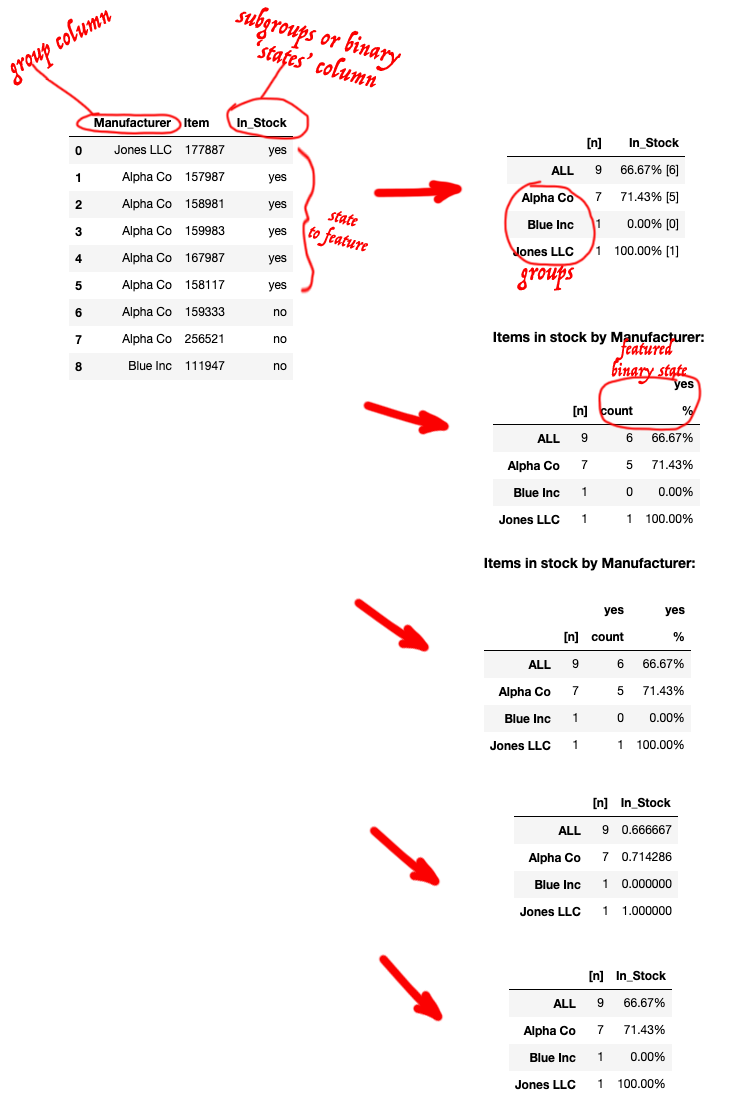 group column
subgroups or binary
'states' column
Manufacturer Item In_Stock
0 Jones LLC 177887 yes
1 Alpha Co 157987 yes
2 Alpha Co 158981 yes
3 Alpha Co 159983 yes
4 Alpha Co 167987 yes
5 Alpha Co 158117 yes
6 Alpha Co 159333 no
7 Alpha Co 256521 no
8 Blue Inc 111947 no
state
to feature
[n] In_Stock
ALL 9 66.67% [6]
Alpha Co 7 71.43% [5]
Blue Inc 1 0.00% [0]
Jones LLC 1 100.00% [1]
groups
Items in stock by Manufacturer:
featured
binary state
yes
[n] count %
ALL 9 6 66.67%
Alpha Co 7 5 71.43%
Blue Inc 1 0 0.00%
Jones LLC 1 1 100.00%
Items in stock by Manufacturer:
yes yes
[n] count %
ALL 9 6 66.67%
Alpha Co 7 5 71.43%
Blue Inc 1 0 0.00%
Jones LLC 1 1 100.00%
[n] In_Stock
ALL 9 0.666667
Alpha Co 7 0.714286
Blue Inc 1 0.000000
Jones LLC 1 1.000000
[n] In_Stock
ALL 9 66.67%
Alpha Co 7 71.43%
Blue Inc 1 0.00%
Jones LLC 1 100.00%